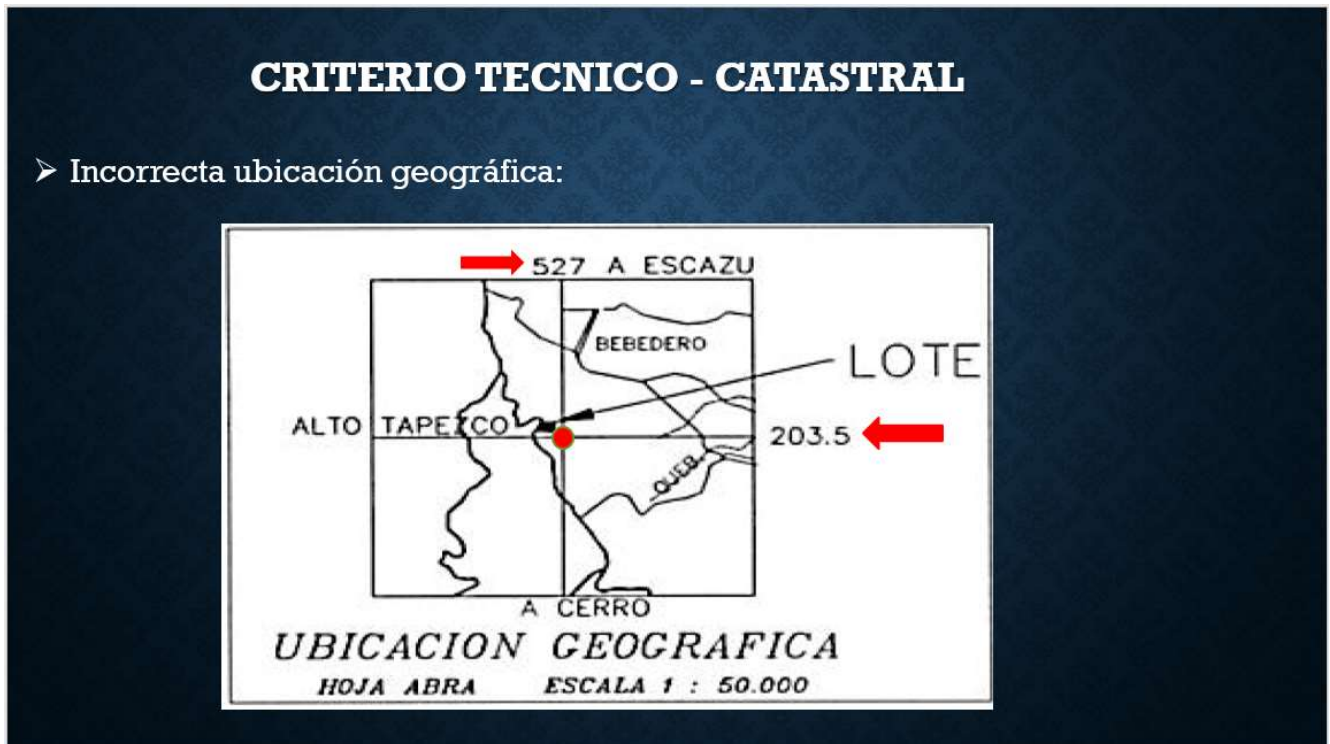 CRITERIO TECNICO - CATASTRAL
Incorrecta ubicación geográfica:
527 A ESCAZU
BEBEDERO
LOTE
ALTO TAPEZCO
203.5
QUEB.
A CERRO
UBICACION GEOGRAFICA
HOJA ABRA ESCALA 1 : 50.000